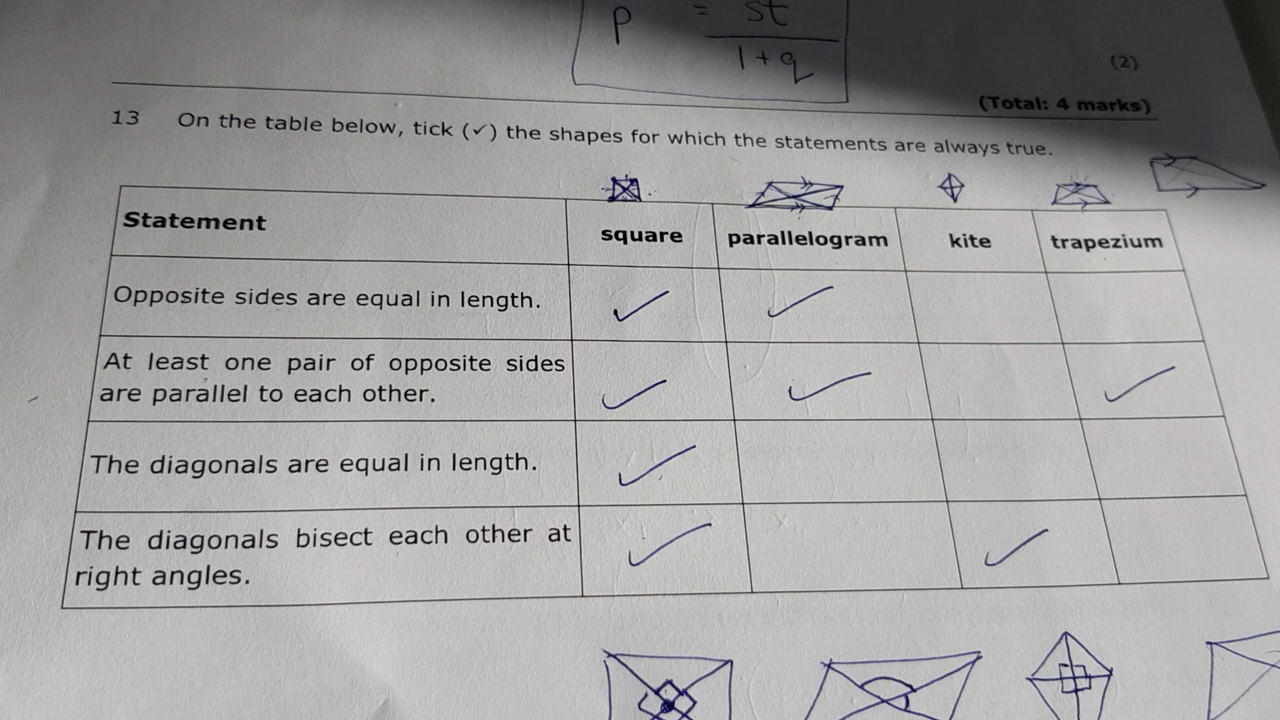 p = st
1 + q
(2)
(Total: 4 marks)
13 On the table below, tick (✓) the shapes for which the statements are always true.
Statement square parallelogram kite trapezium
Opposite sides are equal in length. ✓ ✓
At least one pair of opposite sides
are parallel to each other. ✓ ✓ ✓
The diagonals are equal in length. ✓
The diagonals bisect each other at
right angles. ✓ ✓